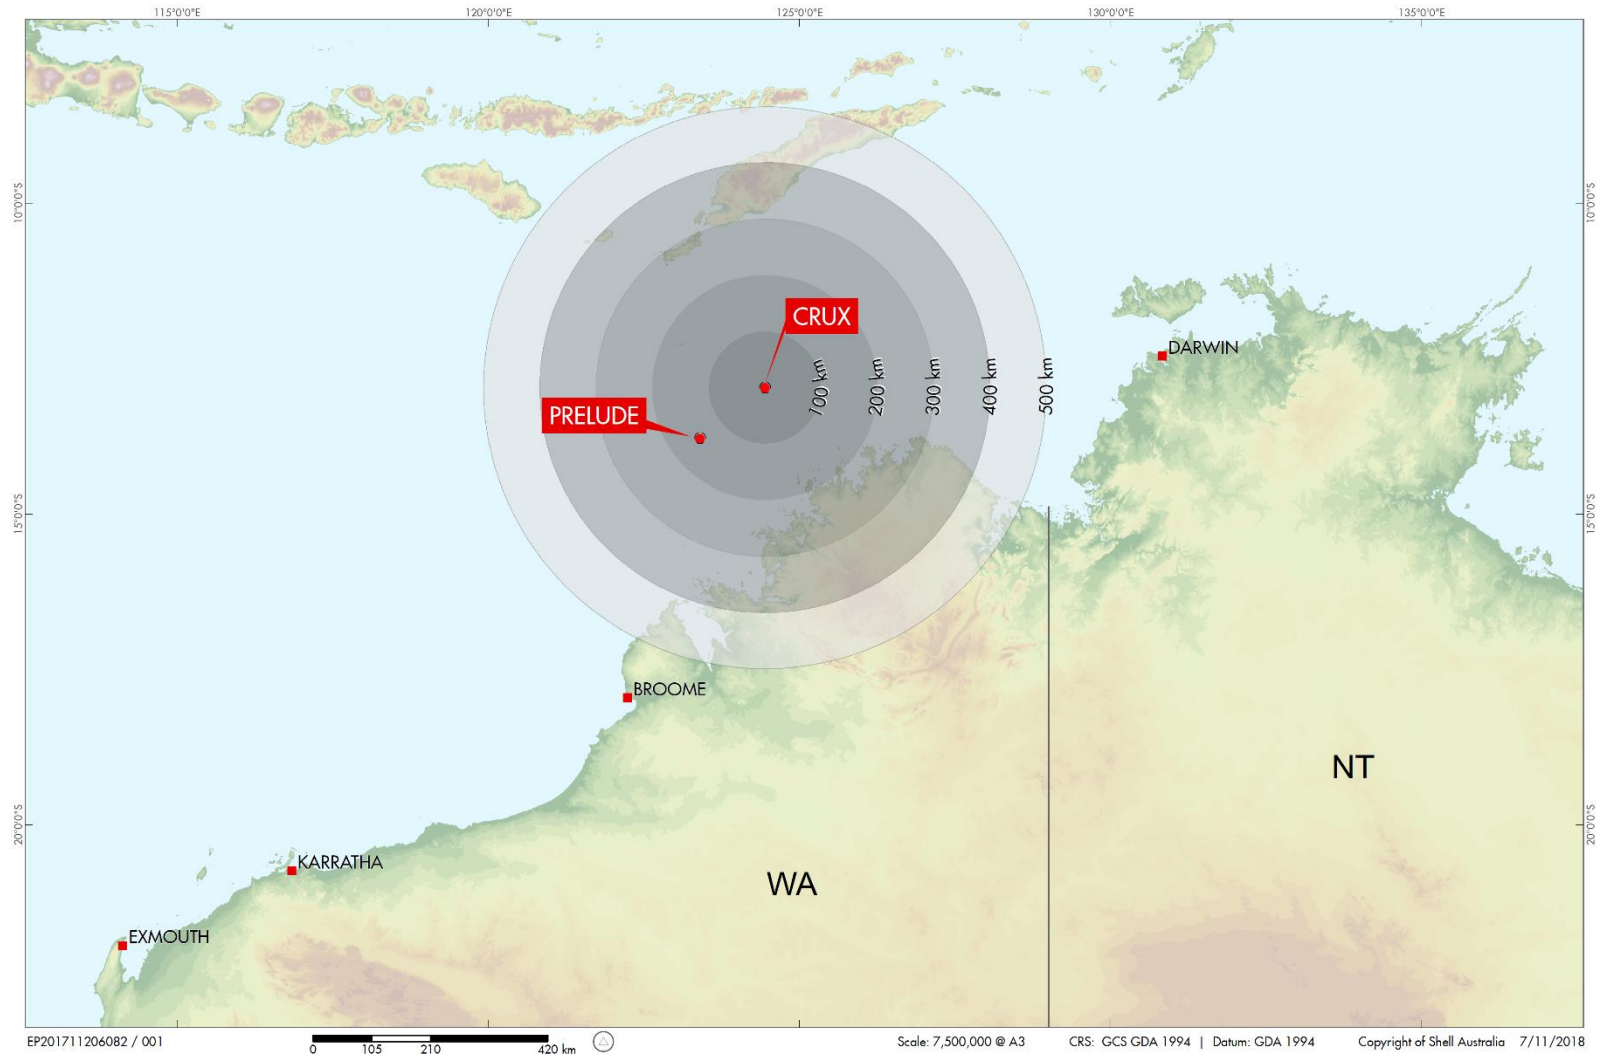 115°0'0"E 120°0'0"E 125°0'0"E 130°0'0"E 135°0'0"E
10°0'0"S 10°0'0"S
CRUX
DARWIN
100 km 200 km 300 km 400 km 500 km
PRELUDE
15°0'0"S 15°0'0"S
BROOME
NT
20°0'0"S 20°0'0"S
KARRATHA
WA
EXMOUTH
EP201711206082 / 001
0 105 210 420 km
Scale: 7,500,000 @ A3 CRS: GCS GDA 1994 | Datum: GDA 1994 Copyright of Shell Australia 7/11/2018